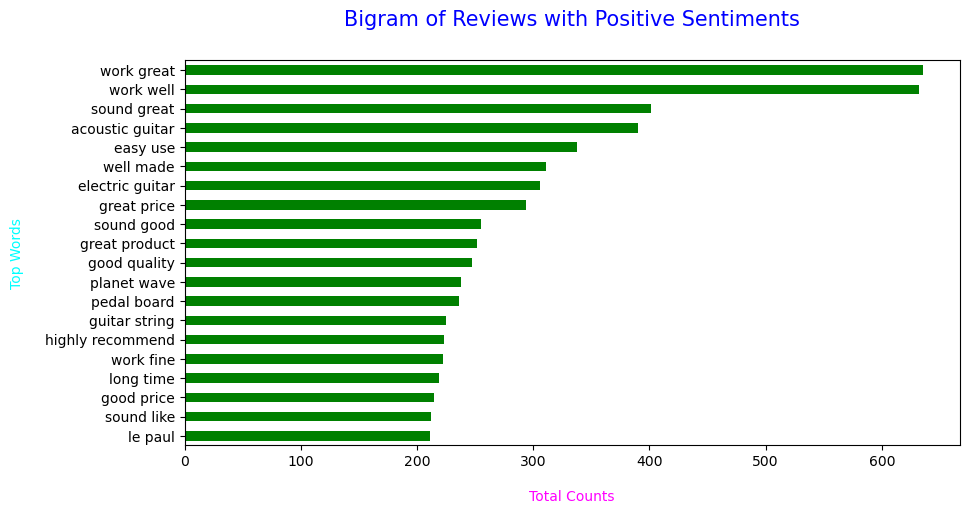 Bigram of Reviews with Positive Sentiments
work great
work well
sound great
acoustic guitar
easy use
well made
electric guitar
great price
sound good
great product
good quality
planet wave
pedal board
guitar string
highly recommend
work fine
long time
good price
sound like
le paul
Top Words
0 100 200 300 400 500 600
Total Counts